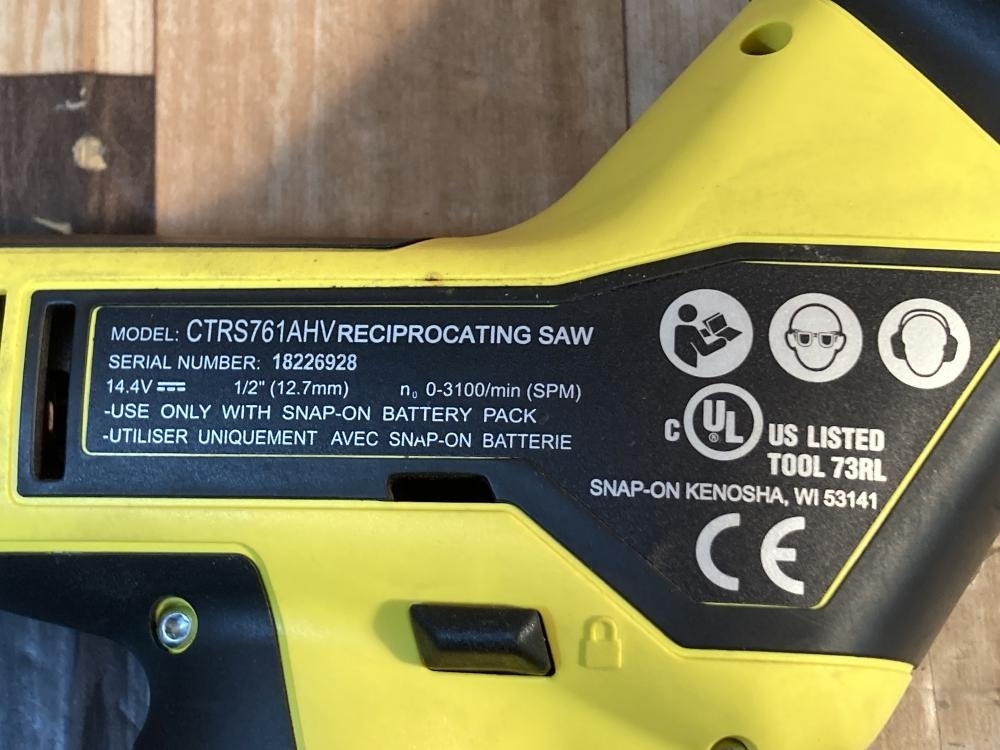 MODEL: CTRS761AHV RECIPROCATING SAW
SERIAL NUMBER: 18226928
14.4V ⎓ 1/2" (12.7mm) n₀ 0-3100/min (SPM)
-USE ONLY WITH SNAP-ON BATTERY PACK
-UTILISER UNIQUEMENT AVEC SNAP-ON BATTERIE
C UL ® US LISTED
TOOL 73RL
SNAP-ON KENOSHA, WI 53141
CE